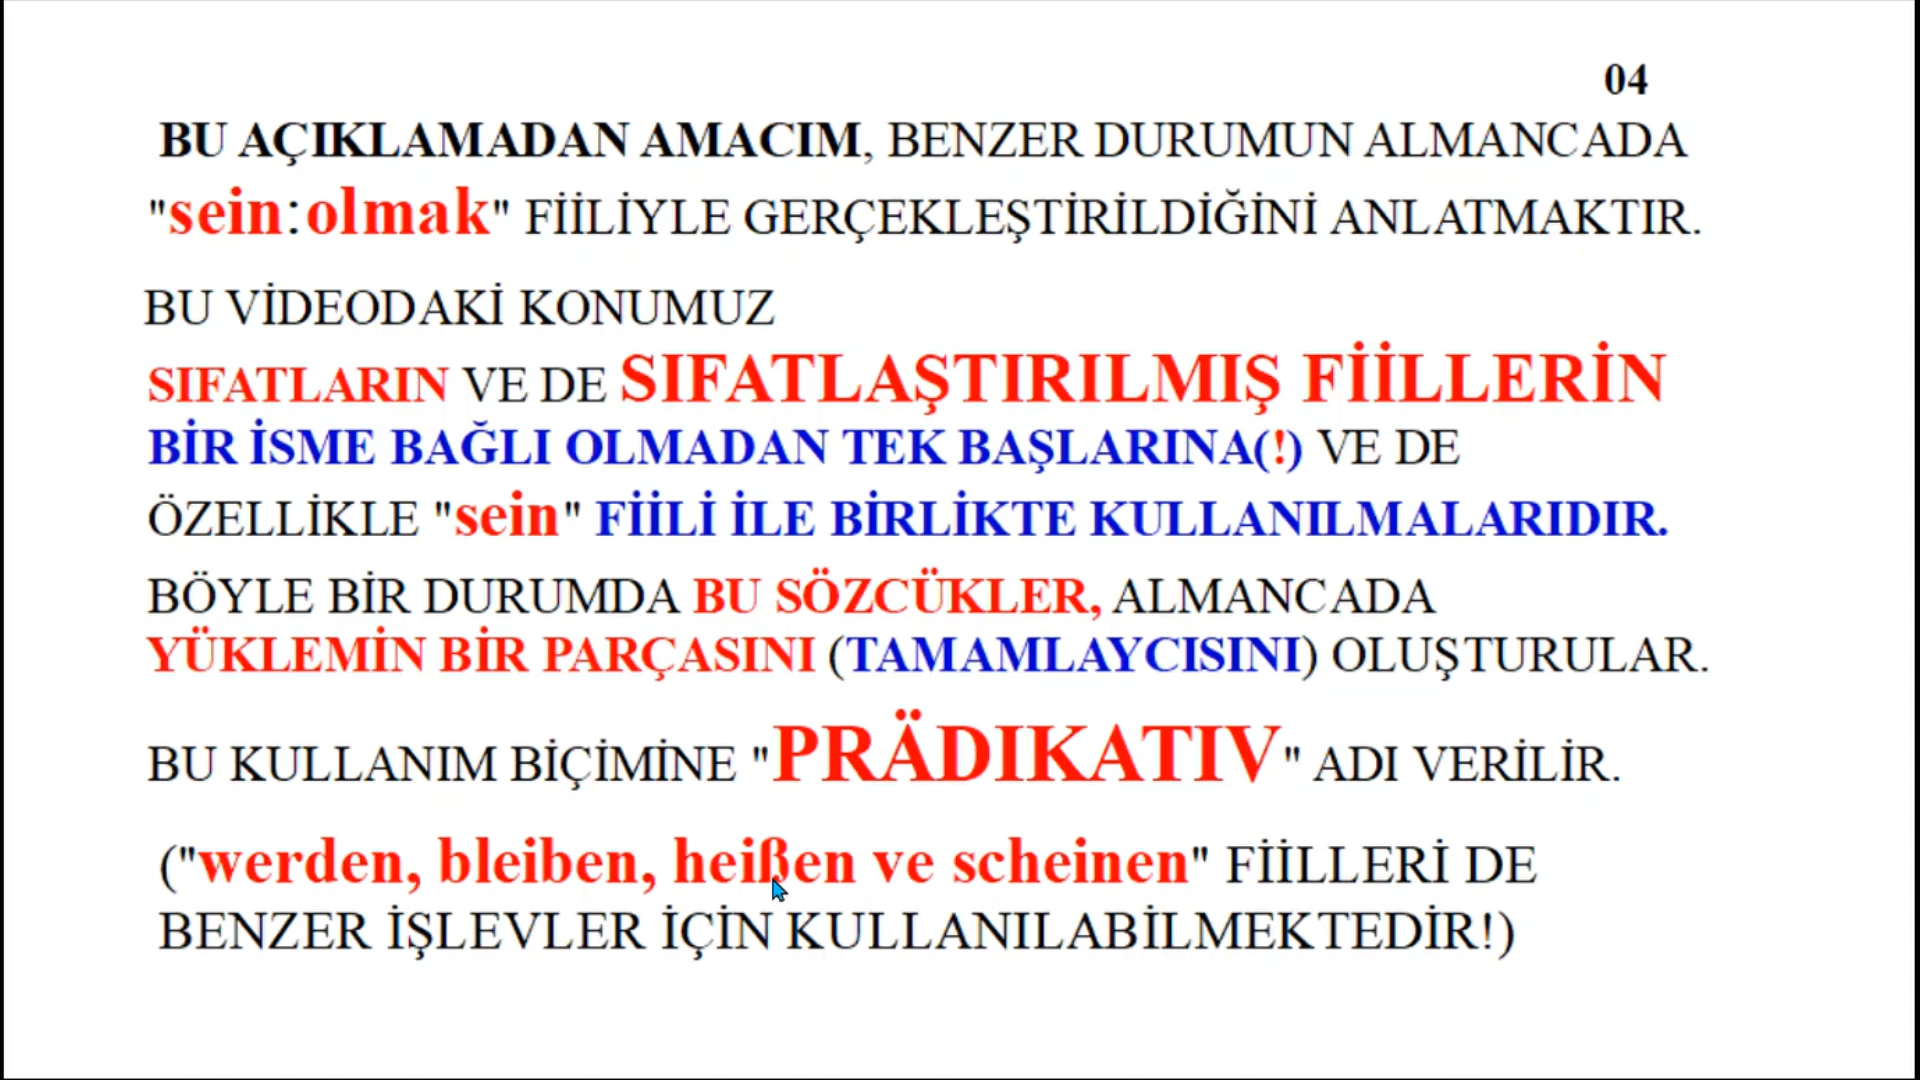 04
BU AÇIKLAMADAN AMACIM, BENZER DURUMUN ALMANCADA
"sein:olmak" FİİLİYLE GERÇEKLEŞTİRİLDİĞİNİ ANLATMAKTIR.
BU VİDEODAKİ KONUMUZ
SIFATLARIN VE DE SIFATLAŞTIRILMIŞ FİİLLERİN
BİR İSME BAĞLI OLMADAN TEK BAŞLARINA(!) VE DE
ÖZELLİKLE "sein" FİİLİ İLE BİRLİKTE KULLANILMALARIDIR.
BÖYLE BİR DURUMDA BU SÖZCÜKLER, ALMANCADA
YÜKLEMİN BİR PARÇASINI (TAMAMLAYCISINI) OLUŞTURULAR.
BU KULLANIM BİÇİMİNE "PRÄDIKATIV" ADI VERİLİR.
("werden, bleiben, heißen ve scheinen" FİİLLERİ DE
BENZER İŞLEVLER İÇİN KULLANILABİLMEKTEDİR!)